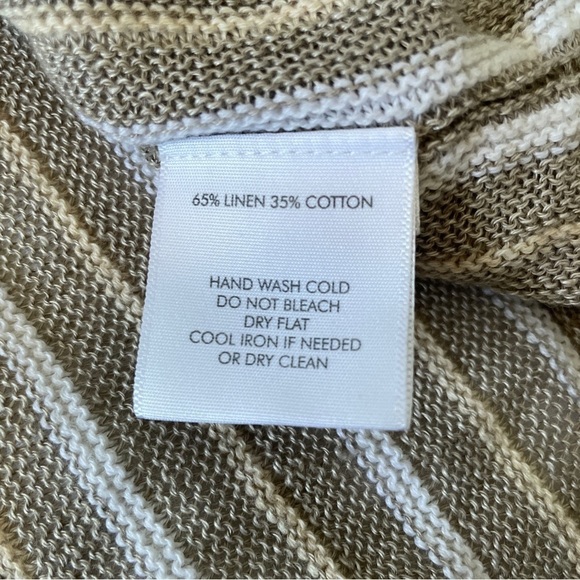 65% LINEN 35% COTTON
HAND WASH COLD
DO NOT BLEACH
DRY FLAT
COOL IRON IF NEEDED
OR DRY CLEAN